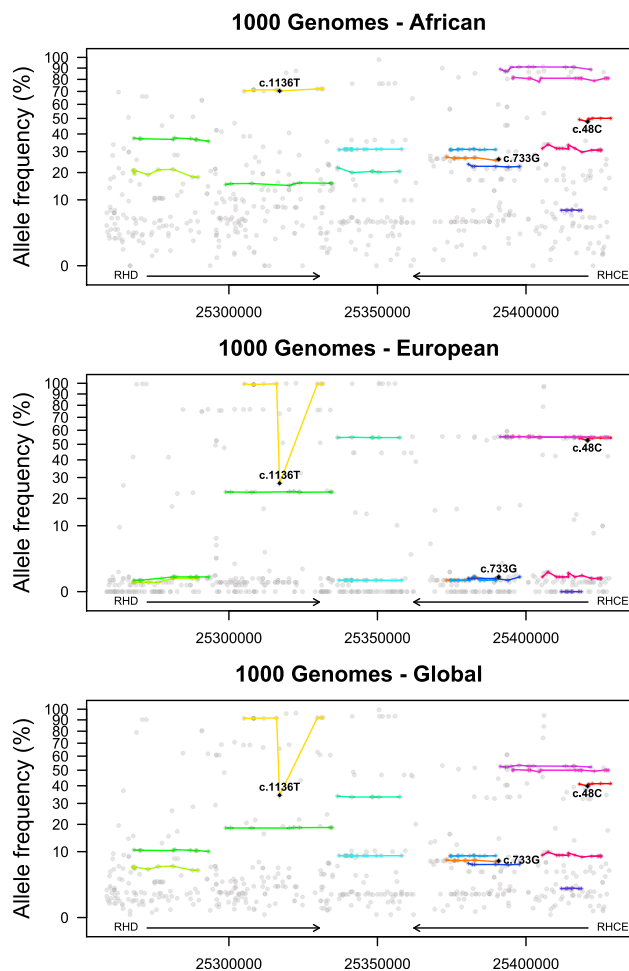 1000 Genomes - African
Allele frequency (%)
100
90
80
70
60
50
40
30
20
10
0
c.1136T
c.48C
c.733G
RHD
RHCE
25300000
25350000
25400000
1000 Genomes - European
Allele frequency (%)
100
90
80
70
60
50
40
30
20
10
0
c.1136T
c.48C
c.733G
RHD
RHCE
25300000
25350000
25400000
1000 Genomes - Global
Allele frequency (%)
100
90
80
70
60
50
40
30
20
10
0
c.1136T
c.48C
c.733G
RHD
RHCE
25300000
25350000
25400000